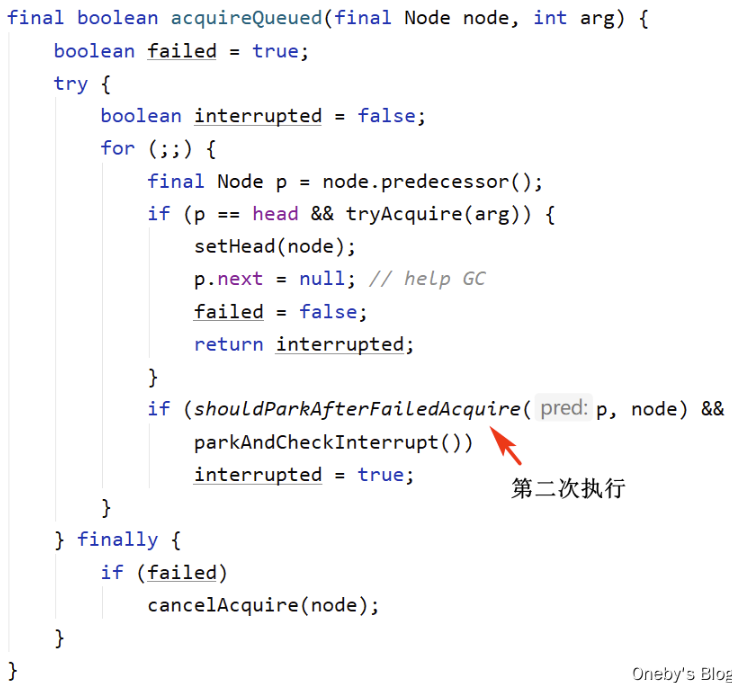 final boolean acquireQueued(final Node node, int arg) {
    boolean failed = true;
    try {
        boolean interrupted = false;
        for (;;) {
            final Node p = node.predecessor();
            if (p == head && tryAcquire(arg)) {
                setHead(node);
                p.next = null; // help GC
                failed = false;
                return interrupted;
            }
            if (shouldParkAfterFailedAcquire( pred: p, node) &&
                parkAndCheckInterrupt())
                interrupted = true;
第二次执行
        }
    } finally {
        if (failed)
            cancelAcquire(node);
    }
}
Oneby's Blog